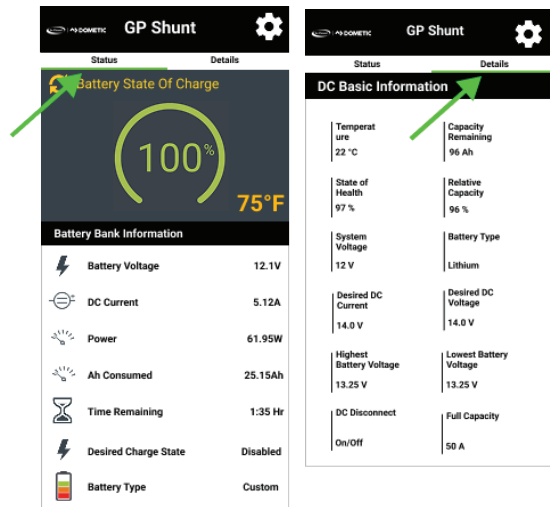 DOMETIC GP Shunt
Status Details
Battery State Of Charge
100%
75°F
Battery Bank Information
Battery Voltage 12.1V
DC Current 5.12A
Power 61.95W
Ah Consumed 25.15Ah
Time Remaining 1:35 Hr
Desired Charge State Disabled
Battery Type Custom
DOMETIC GP Shunt
Status Details
DC Basic Information
Temperat
ure
22 °C
Capacity
Remaining
96 Ah
State of
Health
97 %
Relative
Capacity
96 %
System
Voltage
12 V
Battery Type
Lithium
Desired DC
Current
14.0 V
Desired DC
Voltage
14.0 V
Highest
Battery Voltage
13.25 V
Lowest Battery
Voltage
13.25 V
DC Disconnect
On/Off
Full Capacity
50 A